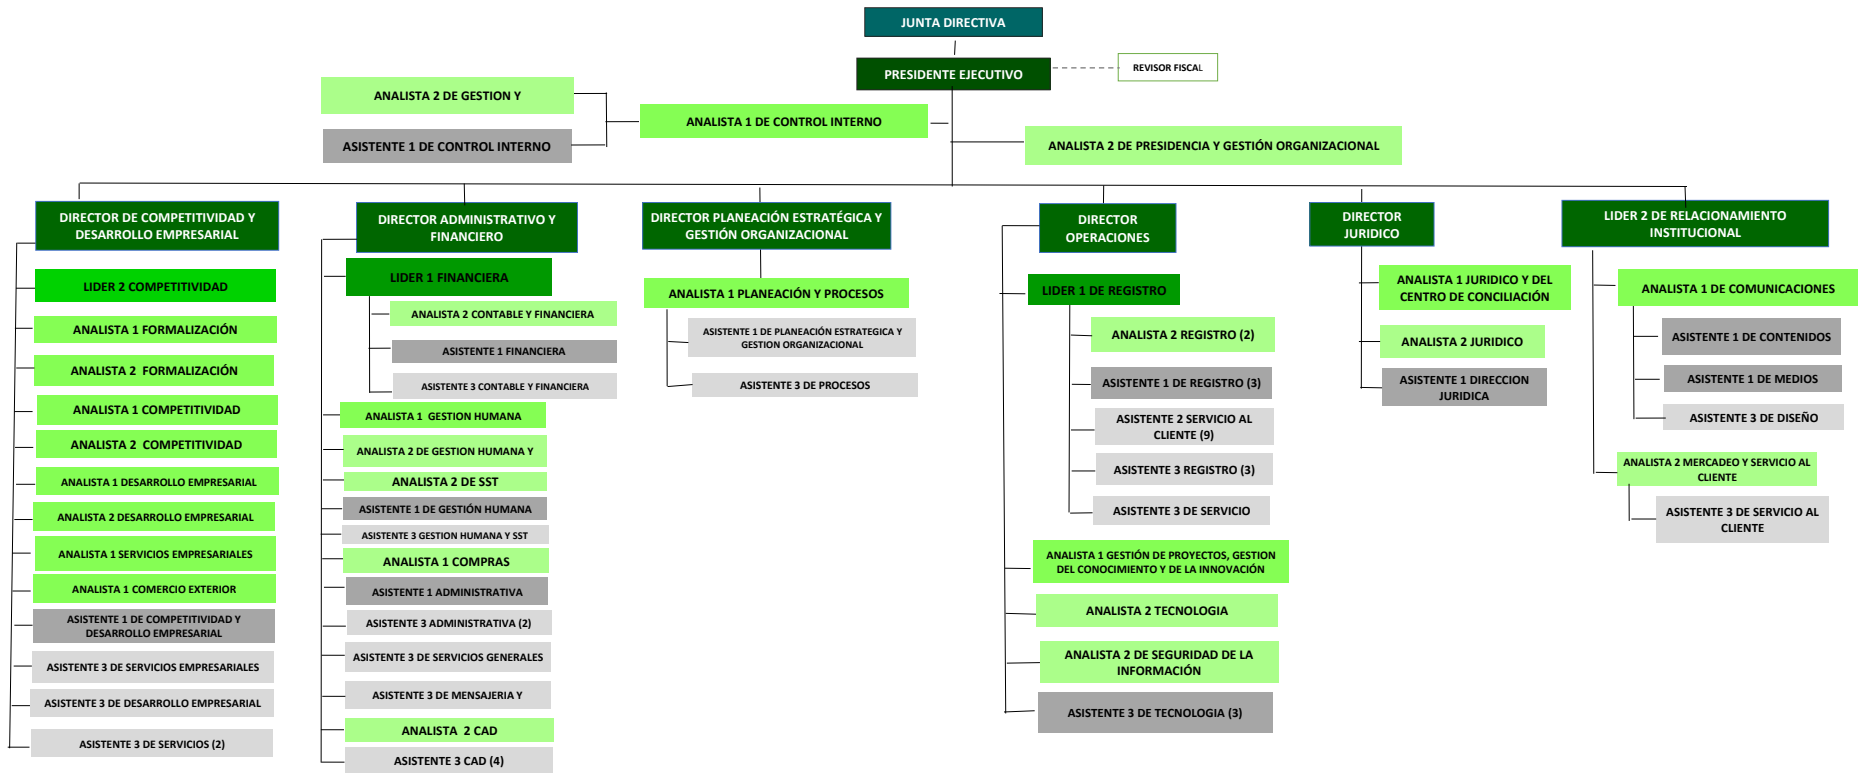 JUNTA DIRECTIVA
PRESIDENTE EJECUTIVO
REVISOR FISCAL
ANALISTA 2 DE GESTION Y
ASISTENTE 1 DE CONTROL INTERNO
ANALISTA 1 DE CONTROL INTERNO
ANALISTA 2 DE PRESIDENCIA Y GESTIÓN ORGANIZACIONAL
DIRECTOR DE COMPETITIVIDAD Y
DESARROLLO EMPRESARIAL
LIDER 2 COMPETITIVIDAD
ANALISTA 1 FORMALIZACIÓN
ANALISTA 2 FORMALIZACIÓN
ANALISTA 1 COMPETITIVIDAD
ANALISTA 2 COMPETITIVIDAD
ANALISTA 1 DESARROLLO EMPRESARIAL
ANALISTA 2 DESARROLLO EMPRESARIAL
ANALISTA 1 SERVICIOS EMPRESARIALES
ANALISTA 1 COMERCIO EXTERIOR
ASISTENTE 1 DE COMPETITIVIDAD Y
DESARROLLO EMPRESARIAL
ASISTENTE 3 DE SERVICIOS EMPRESARIALES
ASISTENTE 3 DE DESARROLLO EMPRESARIAL
ASISTENTE 3 DE SERVICIOS (2)
DIRECTOR ADMINISTRATIVO Y
FINANCIERO
LIDER 1 FINANCIERA
ANALISTA 2 CONTABLE Y FINANCIERA
ASISTENTE 1 FINANCIERA
ASISTENTE 3 CONTABLE Y FINANCIERA
ANALISTA 1 GESTION HUMANA
ANALISTA 2 DE GESTION HUMANA Y
ANALISTA 2 DE SST
ASISTENTE 1 DE GESTIÓN HUMANA
ASISTENTE 3 GESTION HUMANA Y SST
ANALISTA 1 COMPRAS
ASISTENTE 1 ADMINISTRATIVA
ASISTENTE 3 ADMINISTRATIVA (2)
ASISTENTE 3 DE SERVICIOS GENERALES
ASISTENTE 3 DE MENSAJERIA Y
ANALISTA 2 CAD
ASISTENTE 3 CAD (4)
DIRECTOR PLANEACIÓN ESTRATÉGICA Y
GESTIÓN ORGANIZACIONAL
ANALISTA 1 PLANEACIÓN Y PROCESOS
ASISTENTE 1 DE PLANEACIÓN ESTRATEGICA Y
GESTION ORGANIZACIONAL
ASISTENTE 3 DE PROCESOS
DIRECTOR
OPERACIONES
LIDER 1 DE REGISTRO
ANALISTA 2 REGISTRO (2)
ASISTENTE 1 DE REGISTRO (3)
ASISTENTE 2 SERVICIO AL
CLIENTE (9)
ASISTENTE 3 REGISTRO (3)
ASISTENTE 3 DE SERVICIO
ANALISTA 1 GESTIÓN DE PROYECTOS, GESTION
DEL CONOCIMIENTO Y DE LA INNOVACIÓN
ANALISTA 2 TECNOLOGIA
ANALISTA 2 DE SEGURIDAD DE LA
INFORMACIÓN
ASISTENTE 3 DE TECNOLOGIA (3)
DIRECTOR
JURIDICO
ANALISTA 1 JURIDICO Y DEL
CENTRO DE CONCILIACIÓN
ANALISTA 2 JURIDICO
ASISTENTE 1 DIRECCION
JURIDICA
LIDER 2 DE RELACIONAMIENTO
INSTITUCIONAL
ANALISTA 1 DE COMUNICACIONES
ASISTENTE 1 DE CONTENIDOS
ASISTENTE 1 DE MEDIOS
ASISTENTE 3 DE DISEÑO
ANALISTA 2 MERCADEO Y SERVICIO AL
CLIENTE
ASISTENTE 3 DE SERVICIO AL
CLIENTE